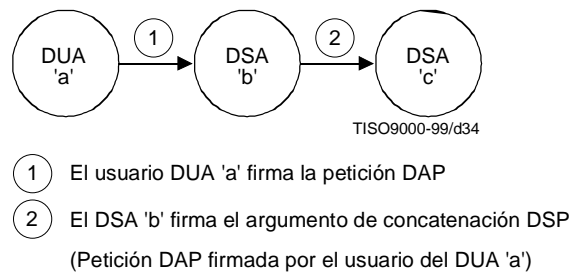 1
2
DUA
'a'
DSA
'b'
DSA
'c'
TISO9000-99/d34
1 El usuario DUA 'a' firma la petición DAP
2 El DSA 'b' firma el argumento de concatenación DSP
(Petición DAP firmada por el usuario del DUA 'a')